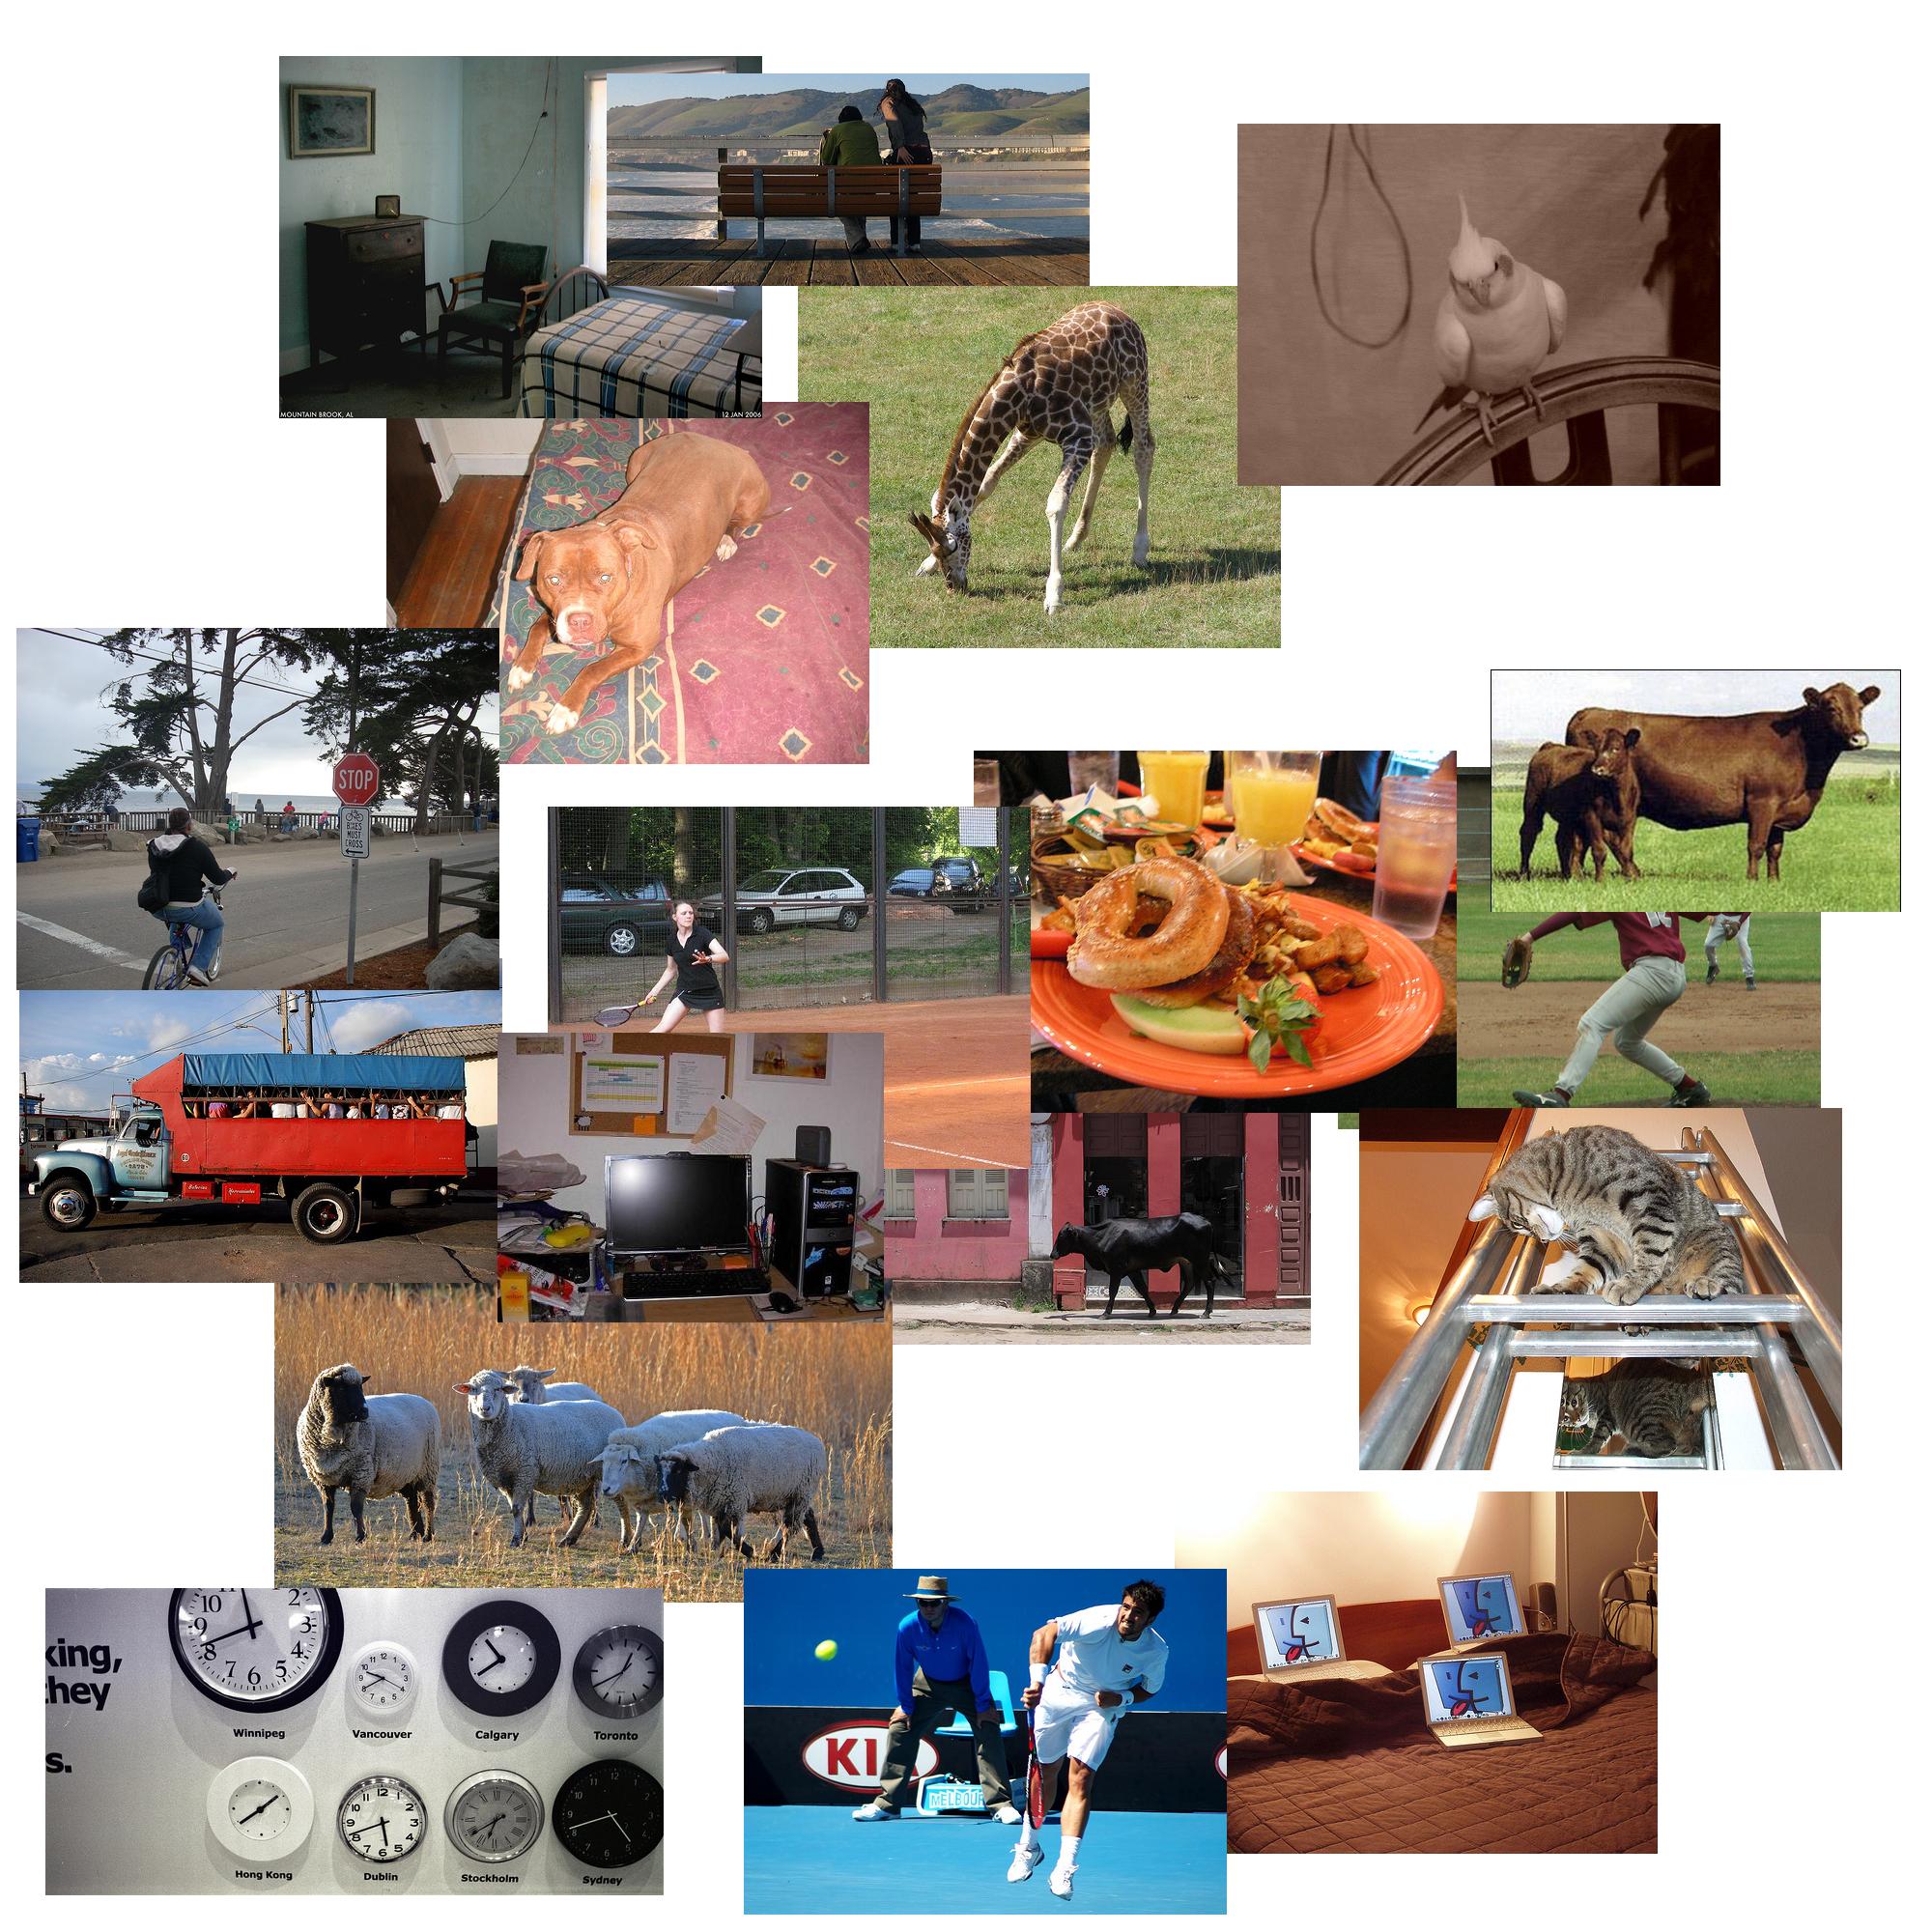 MOUNTAIN BROOK, AL
12 JAN 2006
STOP
BIKES
MUST
CROSS
king,
they
s.
Winnipeg
Vancouver
Calgary
Toronto
Hong Kong
Dublin
Stockholm
Sydney
KIA
MELBOU